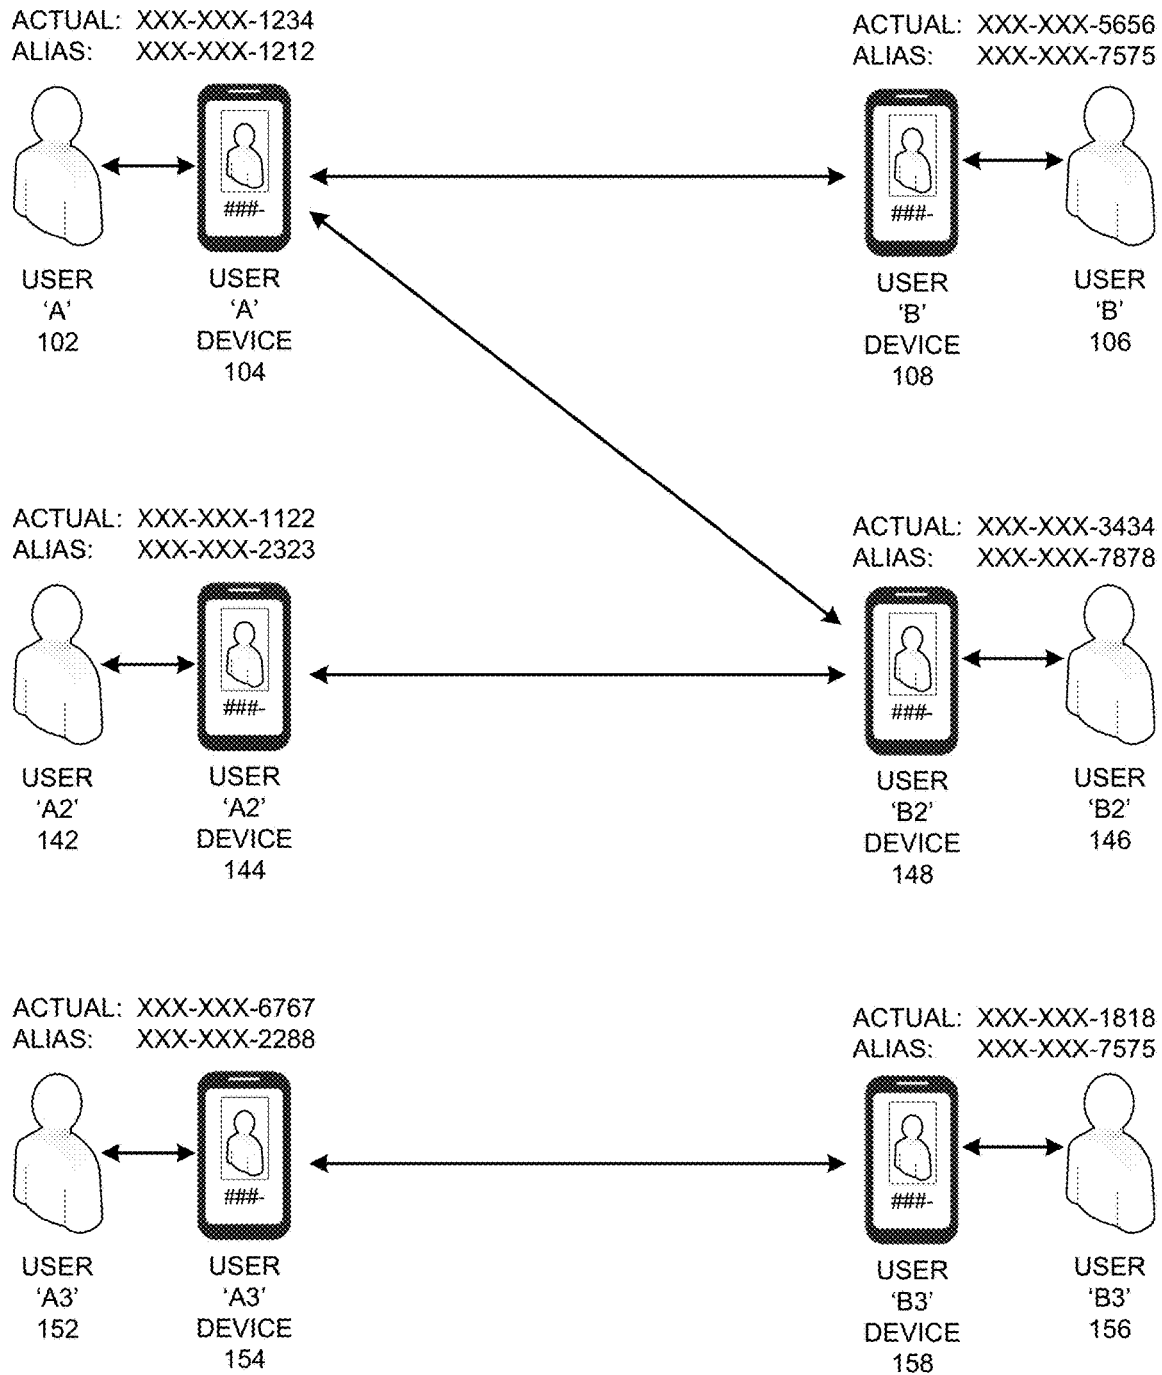 ACTUAL: XXX-XXX-1234
ALIAS: XXX-XXX-1212
ACTUAL: XXX-XXX-5656
ALIAS: XXX-XXX-7575
###-
###-
USER
'A'
102
USER
'A'
DEVICE
104
USER
'B'
DEVICE
108
USER
'B'
106
ACTUAL: XXX-XXX-1122
ALIAS: XXX-XXX-2323
ACTUAL: XXX-XXX-3434
ALIAS: XXX-XXX-7878
###-
###-
USER
'A2'
142
USER
'A2'
DEVICE
144
USER
'B2'
DEVICE
148
USER
'B2'
146
ACTUAL: XXX-XXX-6767
ALIAS: XXX-XXX-2288
ACTUAL: XXX-XXX-1818
ALIAS: XXX-XXX-7575
###-
###-
USER
'A3'
152
USER
'A3'
DEVICE
154
USER
'B3'
DEVICE
158
USER
'B3'
156